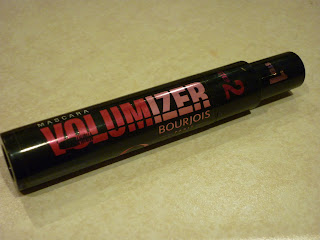 MASCARA
VOLUMIZER
BOURJOIS
2
1